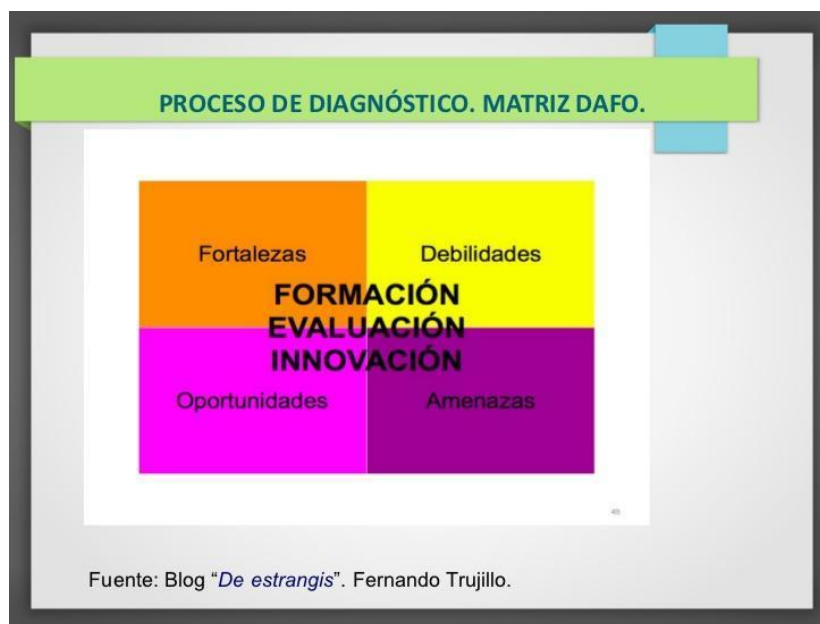 PROCESO DE DIAGNÓSTICO. MATRIZ DAFO.
Fortalezas
Debilidades
FORMACIÓN
EVALUACIÓN
INNOVACIÓN
Oportunidades
Amenazas
Fuente: Blog “De estrangis”. Fernando Trujillo.